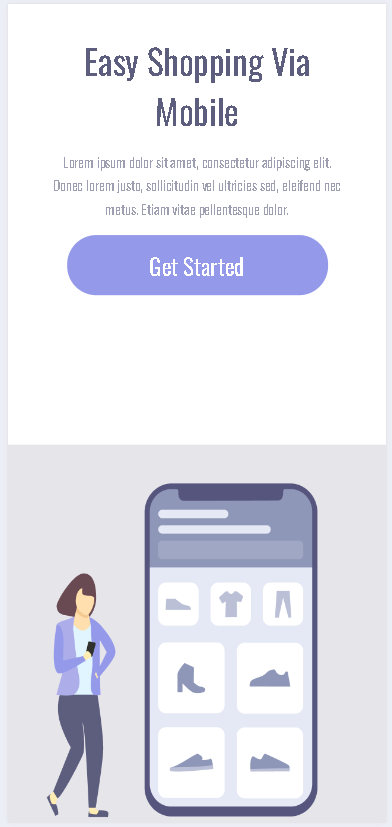 Easy Shopping Via
Mobile
Lorem ipsum dolor sit amet, consectetur adipiscing elit.
Donec lorem justo, sollicitudin vel ultricies sed, eleifend nec
metus. Etiam vitae pellentesque dolor.
Get Started